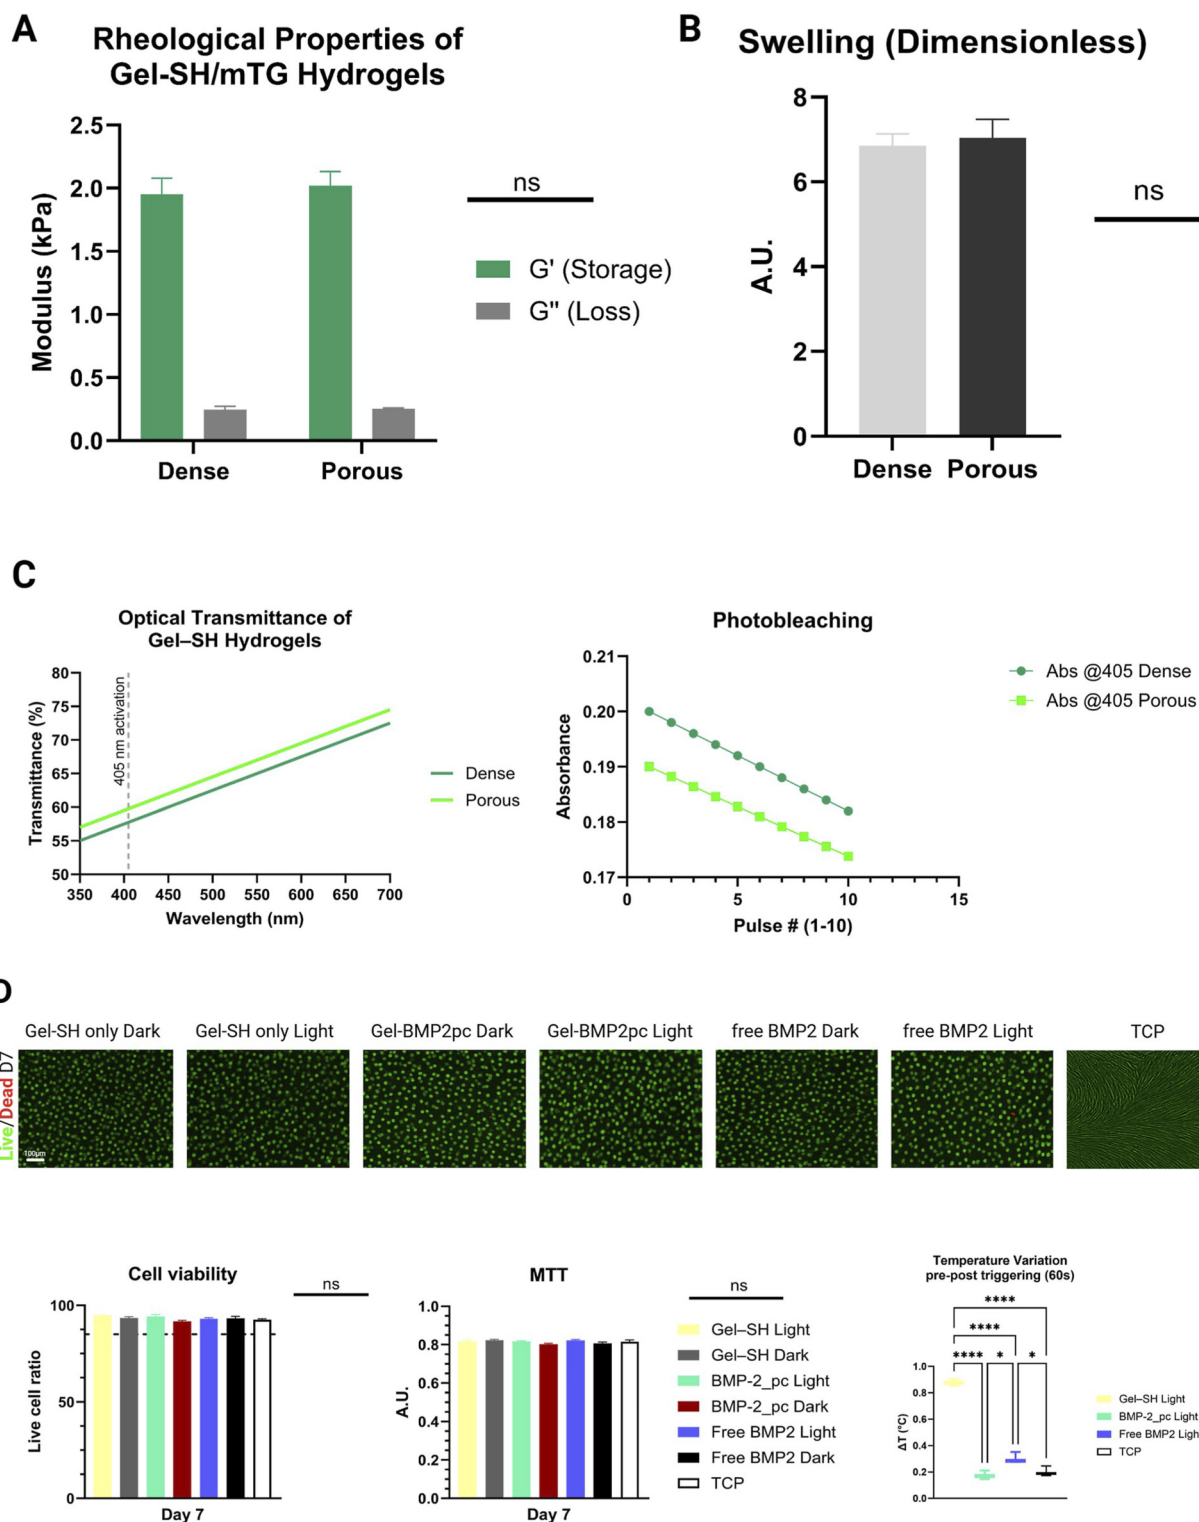 A
Rheological Properties of
Gel-SH/mTG Hydrogels
Modulus (kPa)
2.5
2.0
1.5
1.0
0.5
0.0
Dense
Porous
ns
G' (Storage)
G'' (Loss)
B
Swelling (Dimensionless)
A.U.
8
6
4
2
0
Dense
Porous
ns
C
Optical Transmittance of
Gel–SH Hydrogels
Transmittance (%)
80
75
70
65
60
55
50
405 nm activation
350 400 450 500 550 600 650 700
Wavelength (nm)
Dense
Porous
Photobleaching
Absorbance
0.21
0.20
0.19
0.18
0.17
0 5 10 15
Pulse # (1-10)
Abs @405 Dense
Abs @405 Porous
D
Gel-SH only Dark
Gel-SH only Light
Gel-BMP2pc Dark
Gel-BMP2pc Light
free BMP2 Dark
free BMP2 Light
TCP
Live/Dead D7
100µm
Cell viability
Live cell ratio
100
50
0
Day 7
ns
MTT
A.U.
1.0
0.8
0.6
0.4
0.2
0.0
Day 7
ns
Gel–SH Light
Gel–SH Dark
BMP-2_pc Light
BMP-2_pc Dark
Free BMP2 Light
Free BMP2 Dark
TCP
Temperature Variation
pre-post triggering (60s)
****
****
**** * *
ΔT (°C)
1.0
0.8
0.6
0.4
0.2
0.0
Gel–SH Light
BMP-2_pc Light
Free BMP2 Ligh
TCP